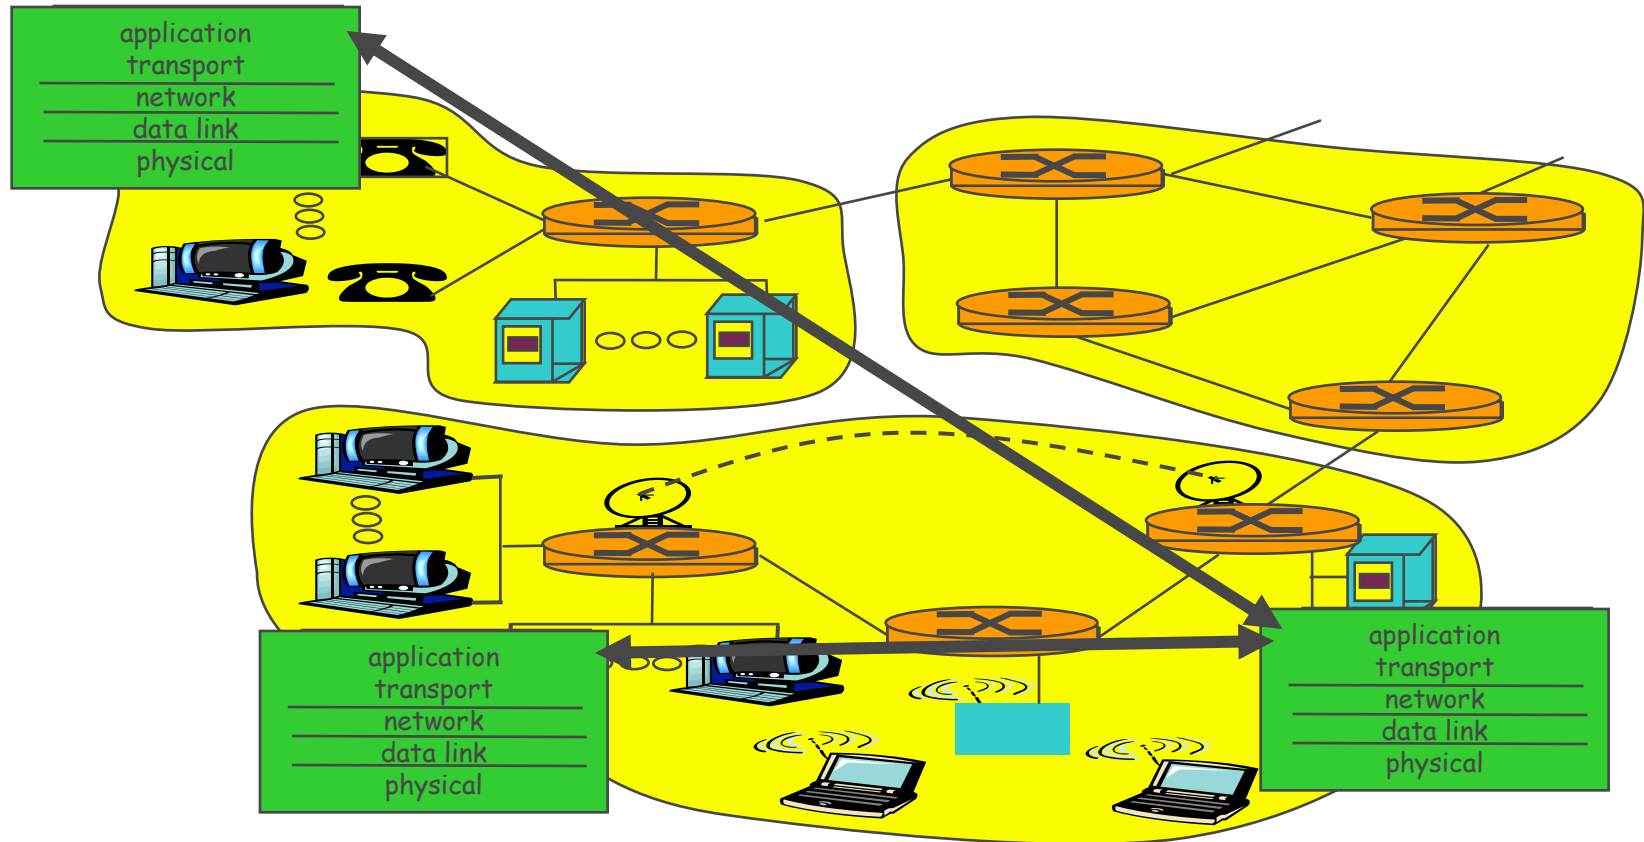 application
transport
network
data link
physical
application
transport
network
data link
physical
application
transport
network
data link
physical